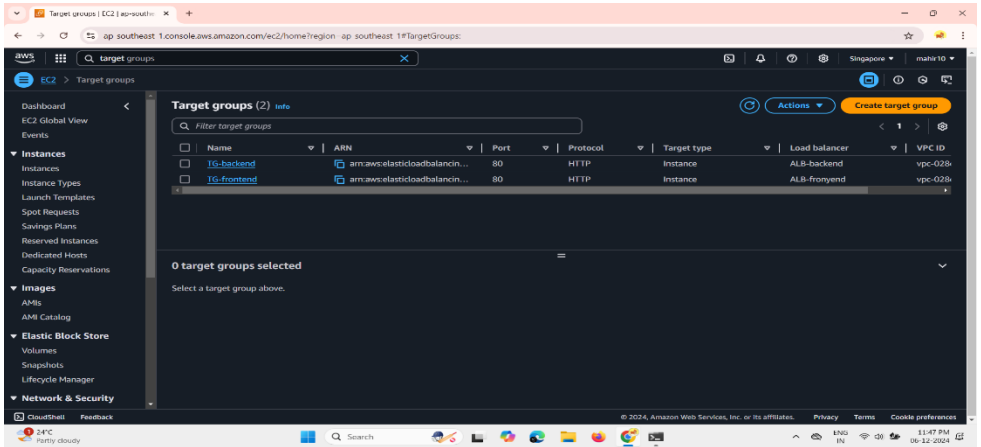 Target groups | EC2 | ap-southe
ap southeast 1.console.aws.amazon.com/ec2/home?region ap southeast 1#TargetGroups:
aws
target groups
Singapore
mahir10
EC2 > Target groups
Dashboard
EC2 Global View
Events
Instances
Instances
Instance Types
Launch Templates
Spot Requests
Savings Plans
Reserved Instances
Dedicated Hosts
Capacity Reservations
Images
AMIs
AMI Catalog
Elastic Block Store
Volumes
Snapshots
Lifecycle Manager
Network & Security
Target groups (2) Info
Actions
Create target group
Filter target groups
1
Name ARN Port Protocol Target type Load balancer VPC ID
TG-backend arn:aws:elasticloadbalancin... 80 HTTP Instance ALB-backend vpc-028
TG-frontend arn:aws:elasticloadbalancin... 80 HTTP Instance ALB-fronyend vpc-028
0 target groups selected
Select a target group above.
CloudShell Feedback
© 2024, Amazon Web Services, Inc. or its affiliates. Privacy Terms Cookie preferences
24°C
Partly cloudy
Search
ENG
IN
11:47 PM
06-12-2024